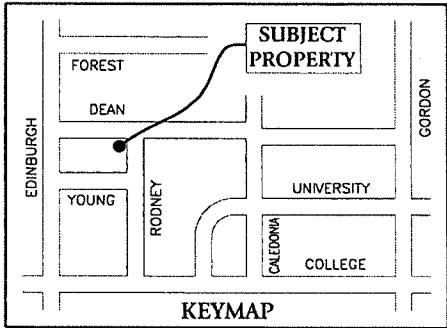 SUBJECT
PROPERTY
FOREST
DEAN
EDINBURGH
GORDON
YOUNG
RODNEY
UNIVERSITY
CALEDONIA
COLLEGE
KEYMAP